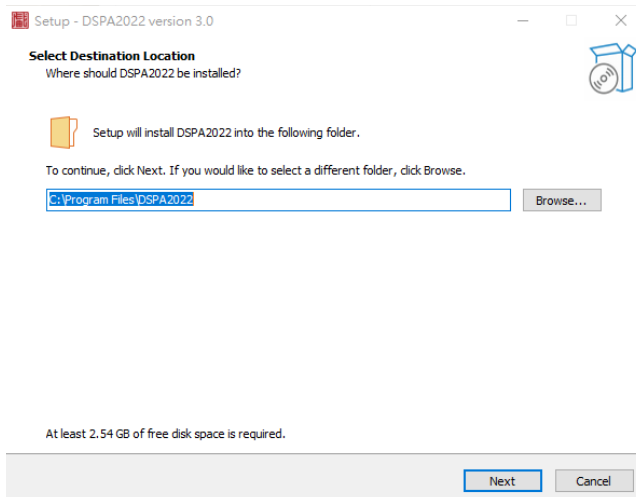 Setup - DSPA2022 version 3.0
Select Destination Location
Where should DSPA2022 be installed?
Setup will install DSPA2022 into the following folder.
To continue, click Next. If you would like to select a different folder, click Browse.
C:\Program Files\DSPA2022
Browse...
At least 2.54 GB of free disk space is required.
Next
Cancel